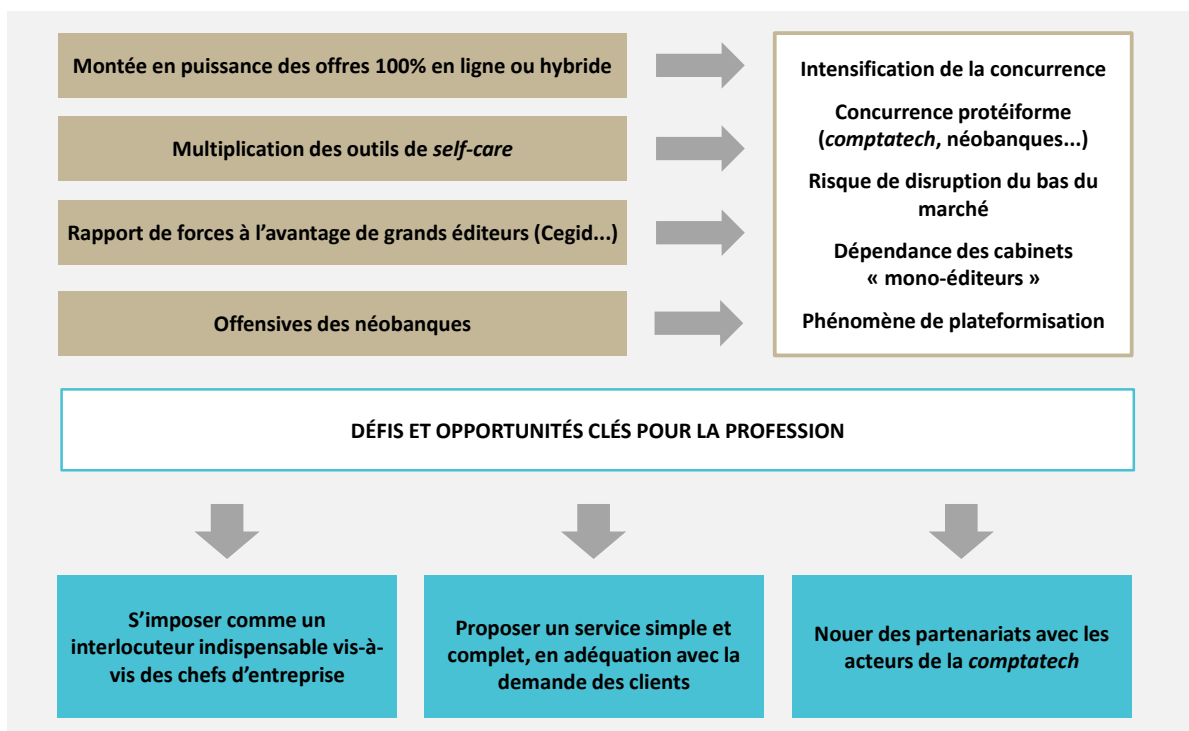 Montée en puissance des offres 100% en ligne ou hybride
Multiplication des outils de self-care
Rapport de forces à l’avantage de grands éditeurs (Cegid...)
Offensives des néobanques
Intensification de la concurrence
Concurrence protéiforme
(comptatech, néobanques...)
Risque de disruption du bas du
marché
Dépendance des cabinets
« mono-éditeurs »
Phénomène de plateformisation
DÉFIS ET OPPORTUNITÉS CLÉS POUR LA PROFESSION
S’imposer comme un
interlocuteur indispensable vis-à-
vis des chefs d’entreprise
Proposer un service simple et
complet, en adéquation avec la
demande des clients
Nouer des partenariats avec les
acteurs de la comptatech